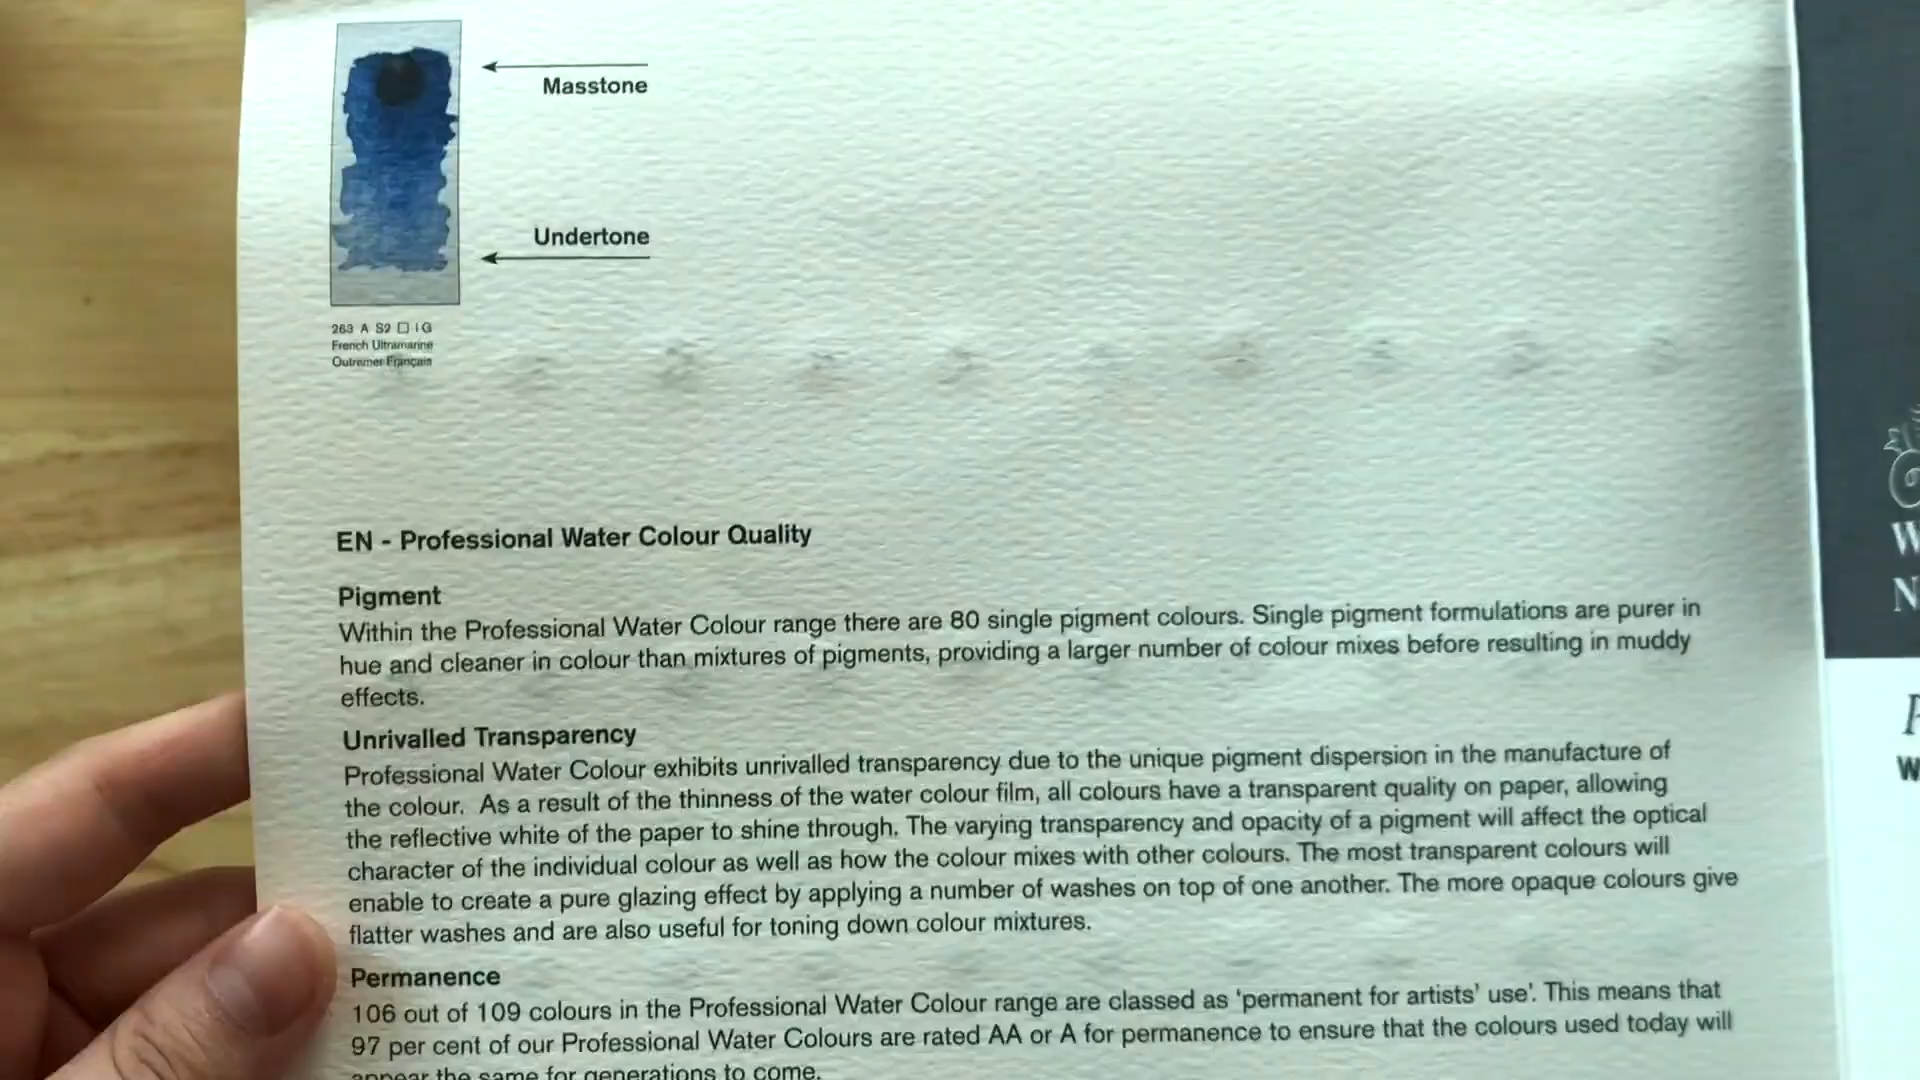 Masstone
Undertone
263 A S2 □ I G
French Ultramarine
Outremer Français
EN - Professional Water Colour Quality
Pigment
Within the Professional Water Colour range there are 80 single pigment colours. Single pigment formulations are purer in
hue and cleaner in colour than mixtures of pigments, providing a larger number of colour mixes before resulting in muddy
effects.
Unrivalled Transparency
Professional Water Colour exhibits unrivalled transparency due to the unique pigment dispersion in the manufacture of
the colour. As a result of the thinness of the water colour film, all colours have a transparent quality on paper, allowing
the reflective white of the paper to shine through. The varying transparency and opacity of a pigment will affect the optical
character of the individual colour as well as how the colour mixes with other colours. The most transparent colours will
enable to create a pure glazing effect by applying a number of washes on top of one another. The more opaque colours give
flatter washes and are also useful for toning down colour mixtures.
Permanence
106 out of 109 colours in the Professional Water Colour range are classed as ‘permanent for artists’ use’. This means that
97 per cent of our Professional Water Colours are rated AA or A for permanence to ensure that the colours used today will
appear the same for generations to come.
W
N
P
W